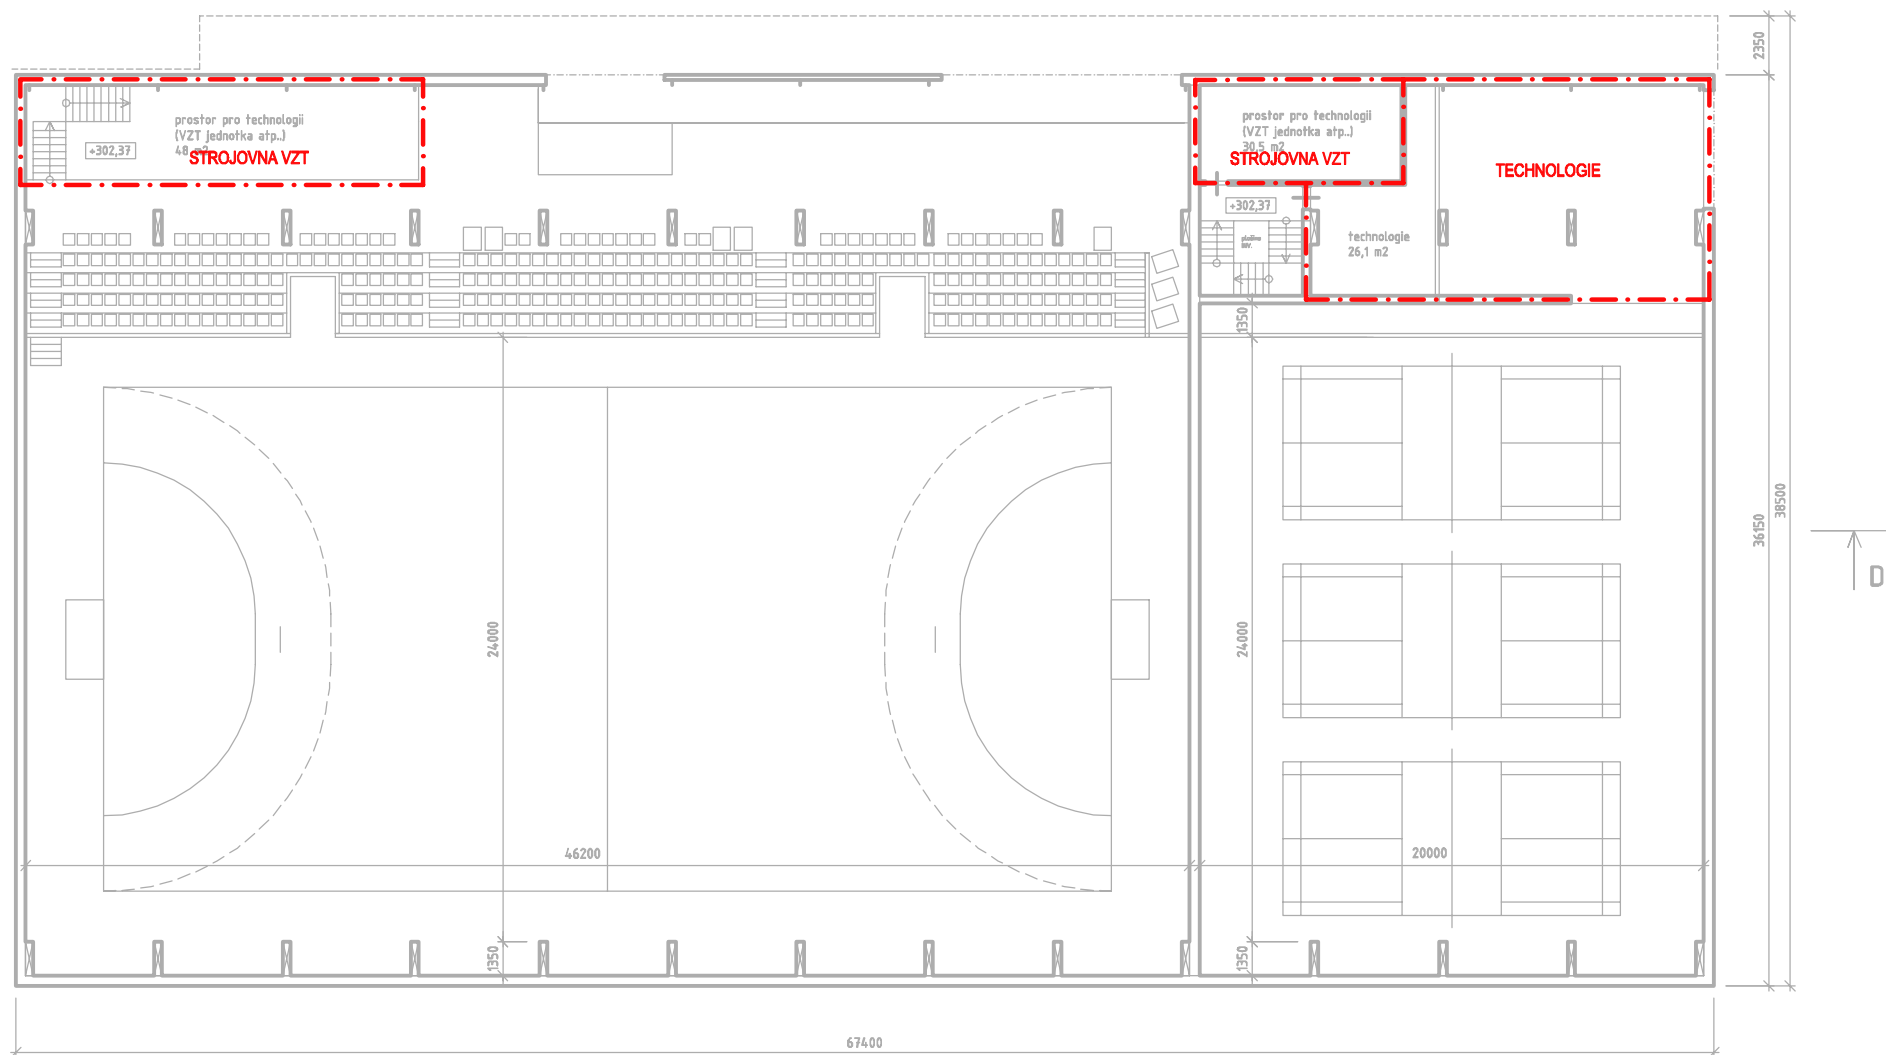 2350
prostor pro technologii
(VZT jednotka atp..)
48 m2
STROJOVNA VZT
+302,37
prostor pro technologii
(VZT jednotka atp..)
30,5 m2
STROJOVNA VZT
TECHNOLOGIE
+302,37
technologie
26,1 m2
1350
38500
36150
D
24000
24000
46200
20000
1350
1350
67400